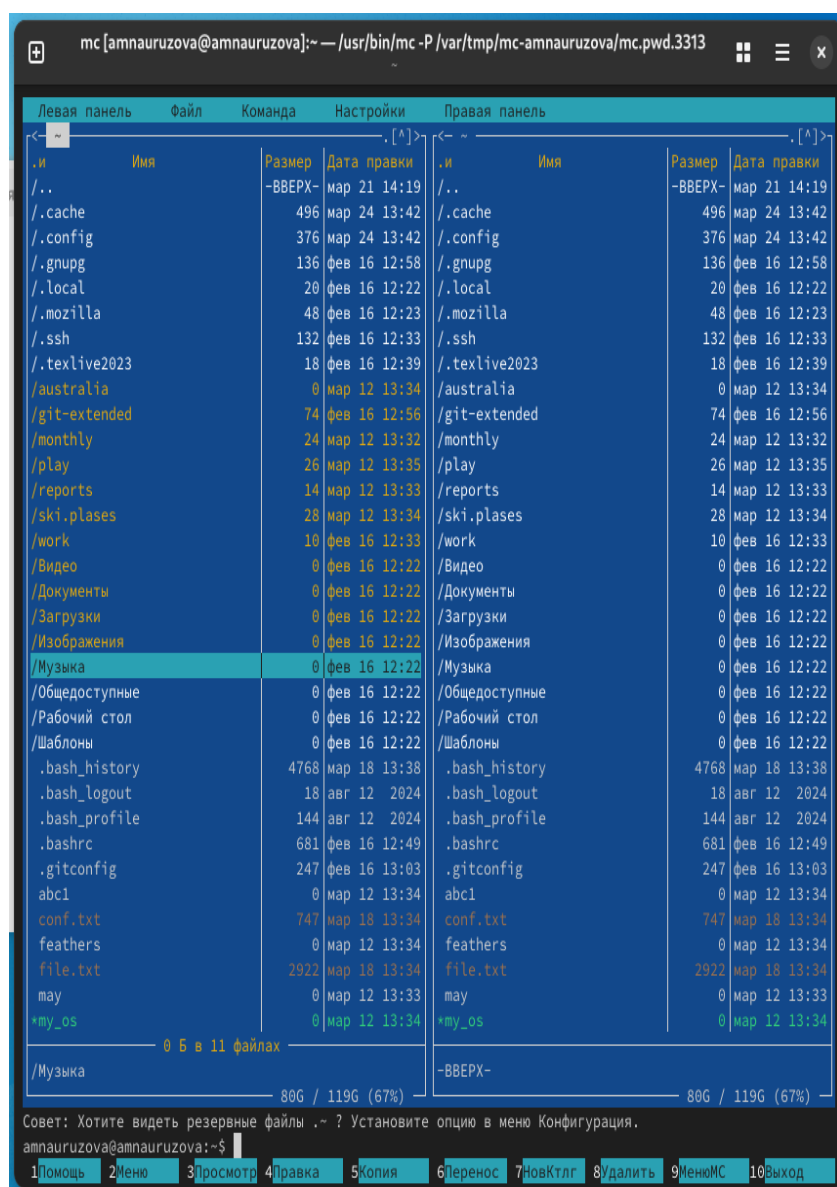 mc [amnauruzova@amnauruzova]:~ — /usr/bin/mc -P /var/tmp/mc-amnauruzova/mc.pwd.3313
~
Левая панель Файл Команда Настройки Правая панель
<— ~ .[^]> <— ~ .[^]>
.и Имя Размер Дата правки .и Имя Размер Дата правки
/.. -ВВЕРХ- мар 21 14:19 /.. -ВВЕРХ- мар 21 14:19
/.cache 496 мар 24 13:42 /.cache 496 мар 24 13:42
/.config 376 мар 24 13:42 /.config 376 мар 24 13:42
/.gnupg 136 фев 16 12:58 /.gnupg 136 фев 16 12:58
/.local 20 фев 16 12:22 /.local 20 фев 16 12:22
/.mozilla 48 фев 16 12:23 /.mozilla 48 фев 16 12:23
/.ssh 132 фев 16 12:33 /.ssh 132 фев 16 12:33
/.texlive2023 18 фев 16 12:39 /.texlive2023 18 фев 16 12:39
/australia 0 мар 12 13:34 /australia 0 мар 12 13:34
/git-extended 74 фев 16 12:56 /git-extended 74 фев 16 12:56
/monthly 24 мар 12 13:32 /monthly 24 мар 12 13:32
/play 26 мар 12 13:35 /play 26 мар 12 13:35
/reports 14 мар 12 13:33 /reports 14 мар 12 13:33
/ski.plases 28 мар 12 13:34 /ski.plases 28 мар 12 13:34
/work 10 фев 16 12:33 /work 10 фев 16 12:33
/Видео 0 фев 16 12:22 /Видео 0 фев 16 12:22
/Документы 0 фев 16 12:22 /Документы 0 фев 16 12:22
/Загрузки 0 фев 16 12:22 /Загрузки 0 фев 16 12:22
/Изображения 0 фев 16 12:22 /Изображения 0 фев 16 12:22
/Музыка 0 фев 16 12:22 /Музыка 0 фев 16 12:22
/Общедоступные 0 фев 16 12:22 /Общедоступные 0 фев 16 12:22
/Рабочий стол 0 фев 16 12:22 /Рабочий стол 0 фев 16 12:22
/Шаблоны 0 фев 16 12:22 /Шаблоны 0 фев 16 12:22
.bash_history 4768 мар 18 13:38 .bash_history 4768 мар 18 13:38
.bash_logout 18 авг 12 2024 .bash_logout 18 авг 12 2024
.bash_profile 144 авг 12 2024 .bash_profile 144 авг 12 2024
.bashrc 681 фев 16 12:49 .bashrc 681 фев 16 12:49
.gitconfig 247 фев 16 13:03 .gitconfig 247 фев 16 13:03
abc1 0 мар 12 13:34 abc1 0 мар 12 13:34
conf.txt 747 мар 18 13:34 conf.txt 747 мар 18 13:34
feathers 0 мар 12 13:34 feathers 0 мар 12 13:34
file.txt 2922 мар 18 13:34 file.txt 2922 мар 18 13:34
may 0 мар 12 13:33 may 0 мар 12 13:33
*my_os 0 мар 12 13:34 *my_os 0 мар 12 13:34
0 Б в 11 файлах
/Музыка -ВВЕРХ-
80G / 119G (67%) 80G / 119G (67%)
Совет: Хотите видеть резервные файлы .~ ? Установите опцию в меню Конфигурация.
amnauruzova@amnauruzova:~$
1Помощь 2Меню 3Просмотр 4Правка 5Копия 6Перенос 7НовКтлг 8Удалить 9МенюMC 10Выход